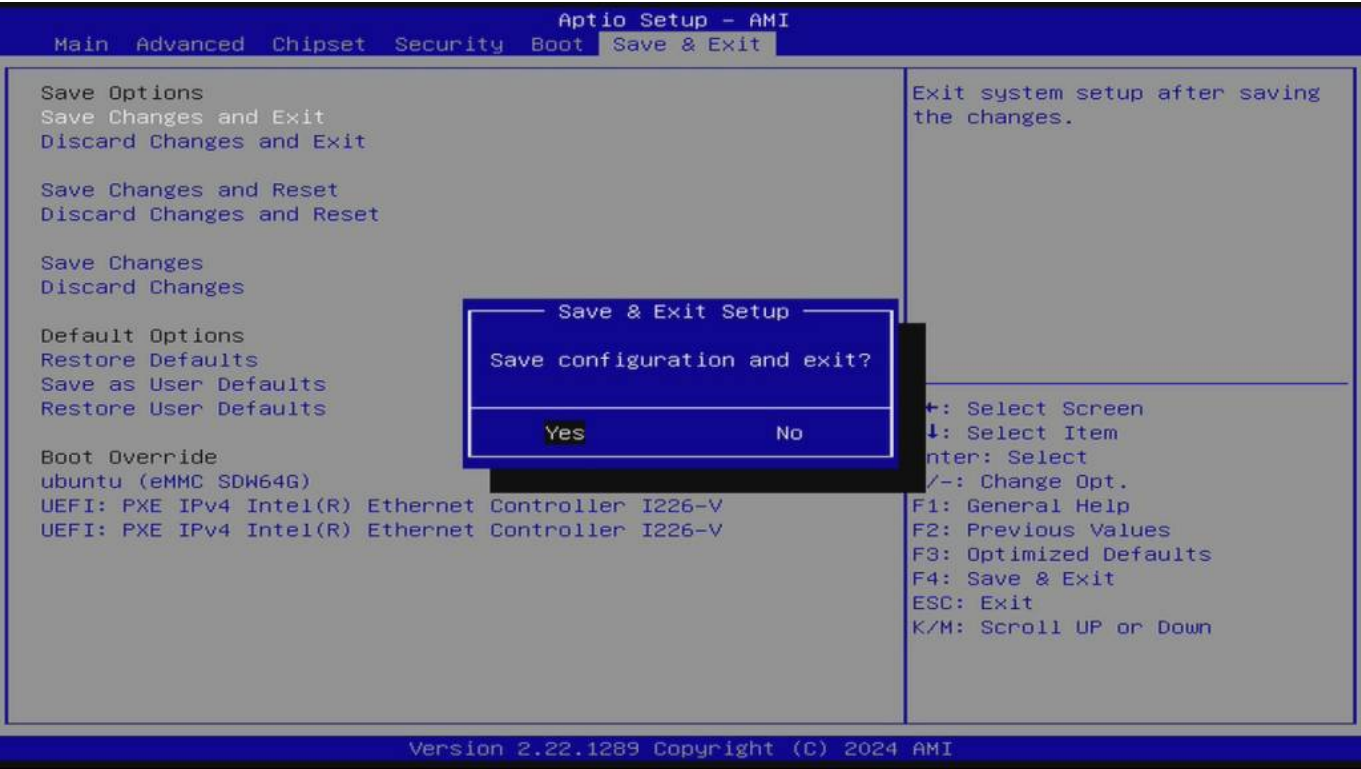 Aptio Setup – AMI
Main Advanced Chipset Security Boot Save & Exit
Save Options
Save Changes and Exit
Discard Changes and Exit
Save Changes and Reset
Discard Changes and Reset
Save Changes
Discard Changes
Default Options
Restore Defaults
Save as User Defaults
Restore User Defaults
Boot Override
ubuntu (eMMC SDW64G)
UEFI: PXE IPv4 Intel(R) Ethernet Controller I226-V
UEFI: PXE IPv4 Intel(R) Ethernet Controller I226-V
Save & Exit Setup
Save configuration and exit?
Yes No
Exit system setup after saving
the changes.
←: Select Screen
↓: Select Item
nter: Select
/-: Change Opt.
F1: General Help
F2: Previous Values
F3: Optimized Defaults
F4: Save & Exit
ESC: Exit
K/M: Scroll UP or Down
Version 2.22.1289 Copyright (C) 2024 AMI